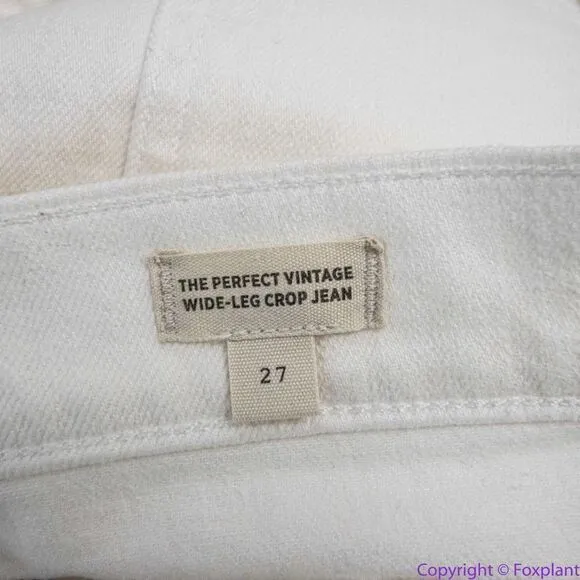 THE PERFECT VINTAGE
WIDE-LEG CROP JEAN
27
Copyright © Foxplant